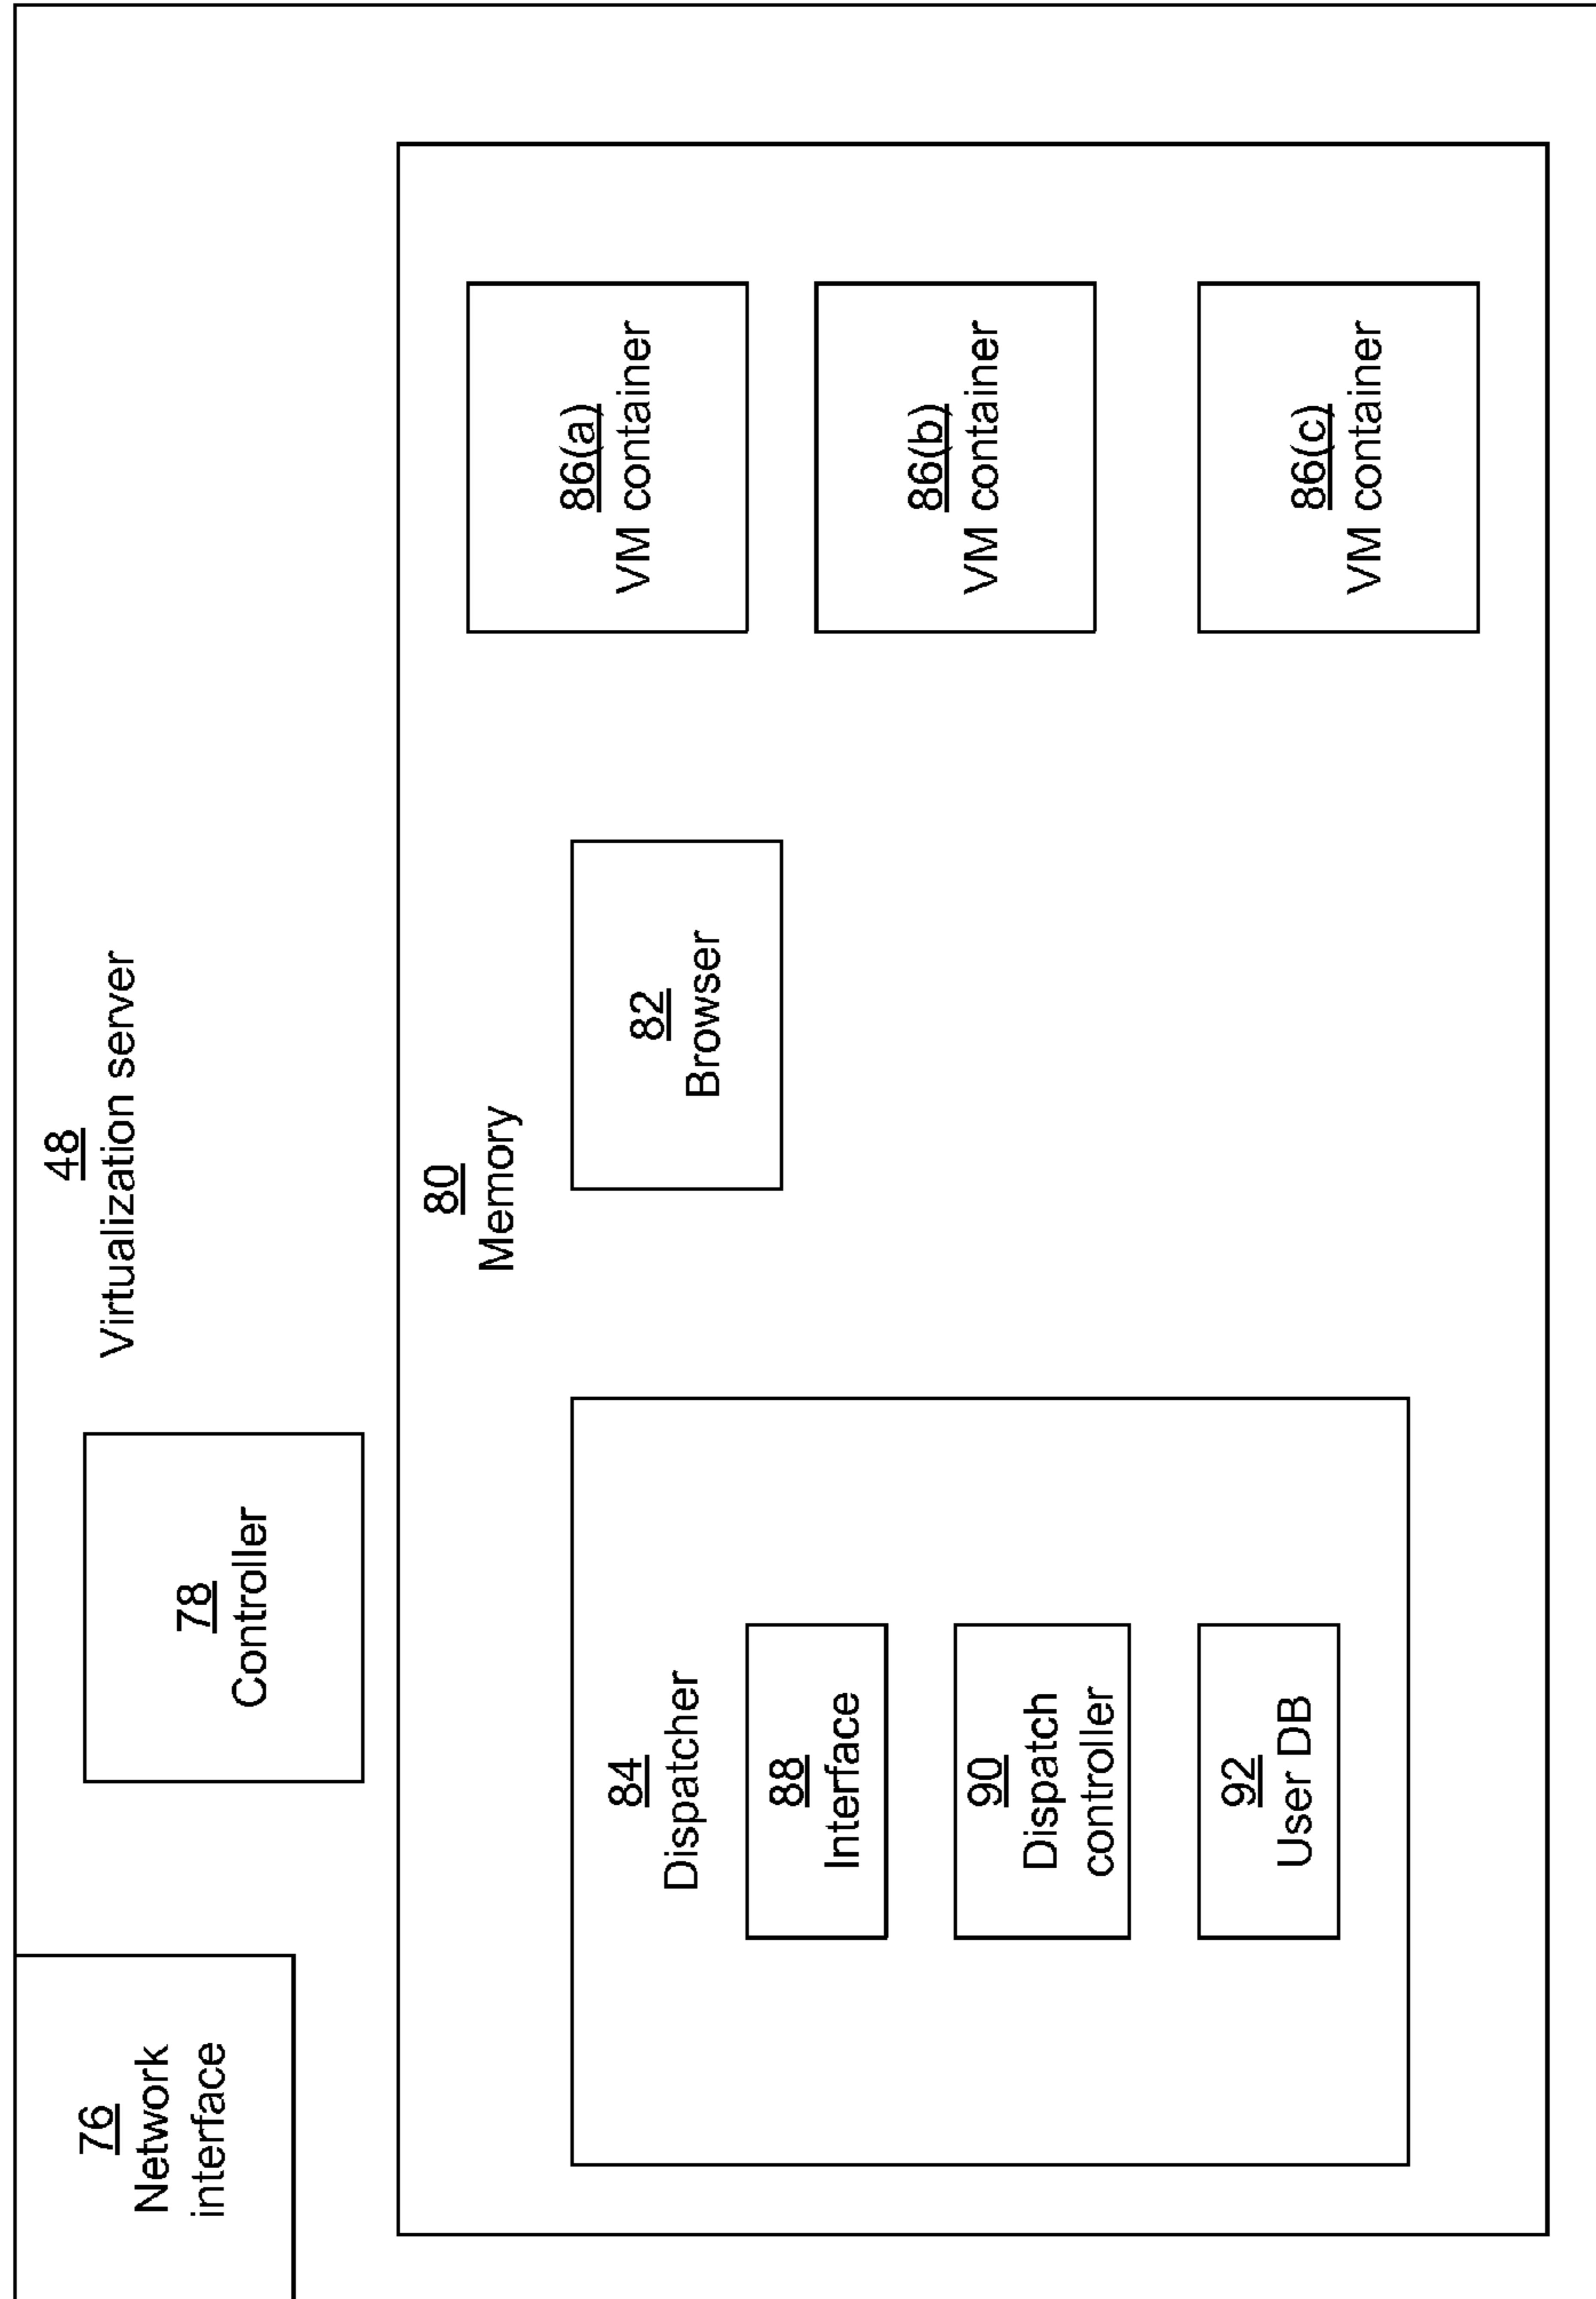 48
Virtualization server
76
Network
interface
78
Controller
80
Memory
84
Dispatcher
88
Interface
90
Dispatch
controller
92
User DB
82
Browser
86(a)
VM container
86(b)
VM container
86(c)
VM container